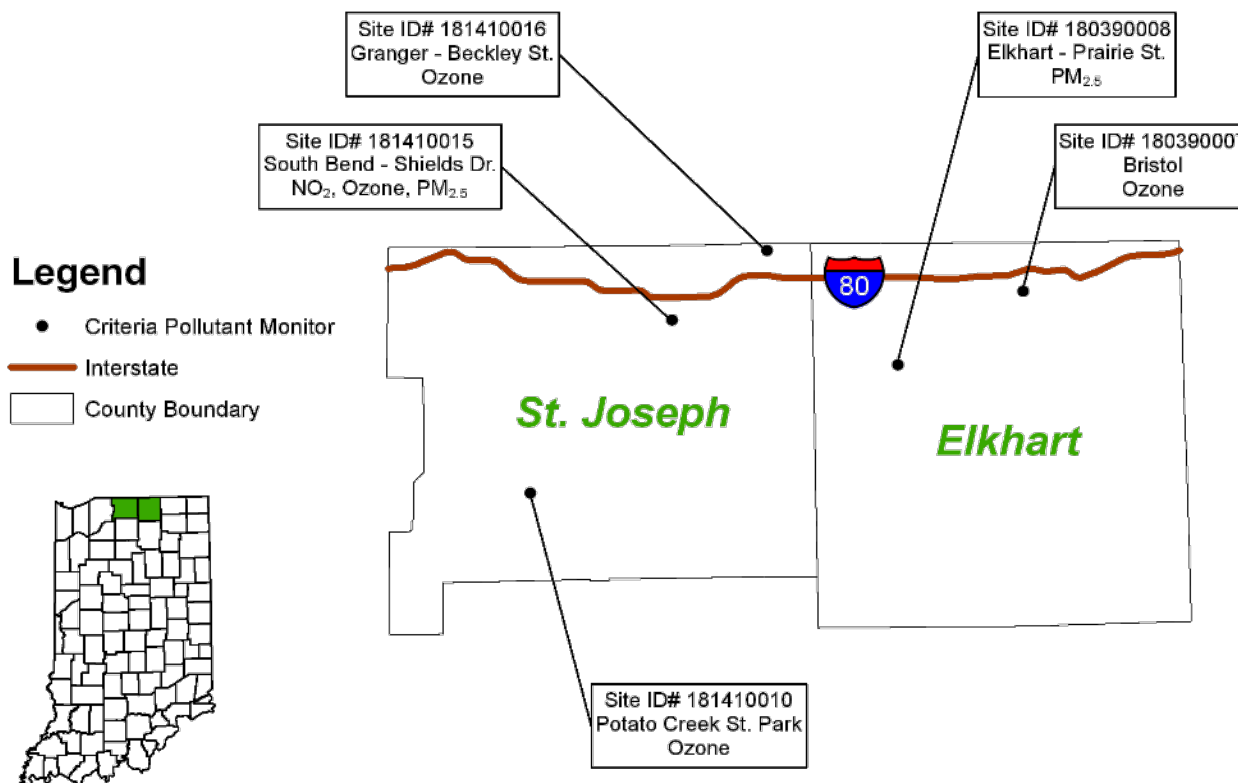 Site ID# 181410016
Granger - Beckley St.
Ozone
Site ID# 180390008
Elkhart - Prairie St.
PM₂.₅
Site ID# 181410015
South Bend - Shields Dr.
NO₂, Ozone, PM₂.₅
Site ID# 180390007
Bristol
Ozone
Legend
Criteria Pollutant Monitor
Interstate
County Boundary
80
St. Joseph
Elkhart
Site ID# 181410010
Potato Creek St. Park
Ozone